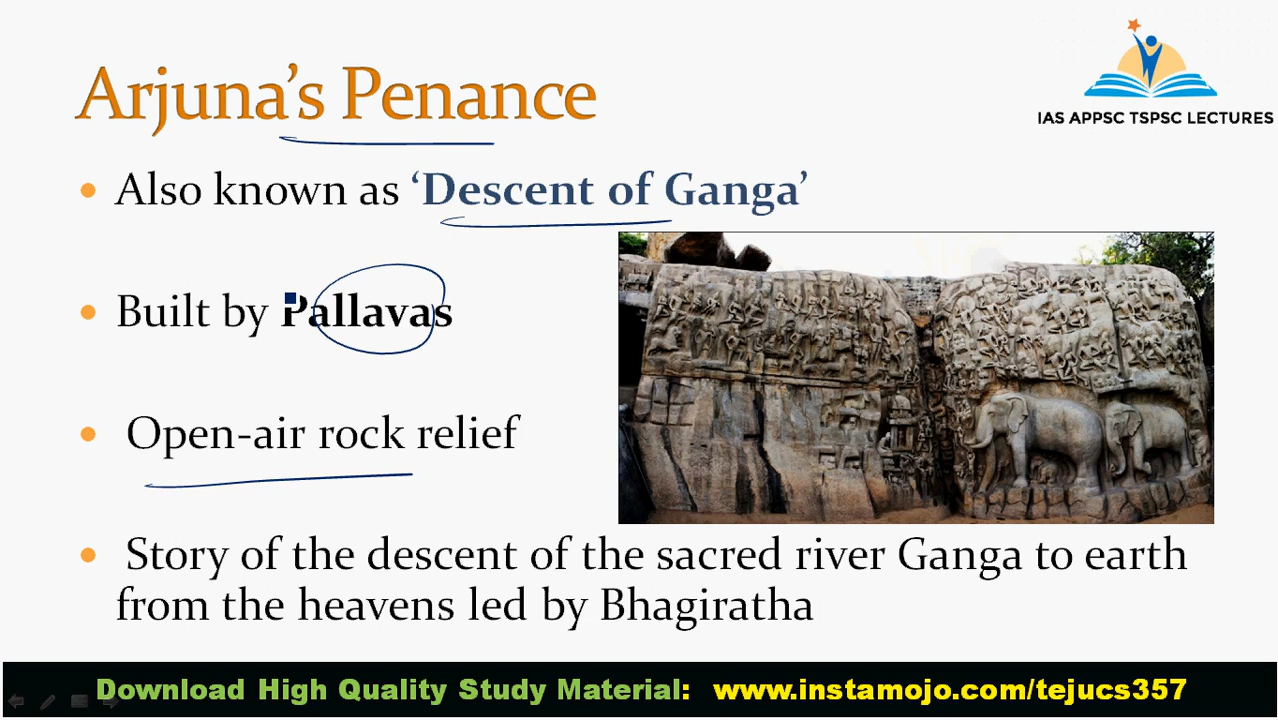 IAS APPSC TSPSC LECTURES
Arjuna's Penance
• Also known as ‘Descent of Ganga’
• Built by Pallavas
• Open-air rock relief
• Story of the descent of the sacred river Ganga to earth
from the heavens led by Bhagiratha
Download High Quality Study Material: www.instamojo.com/tejucs357